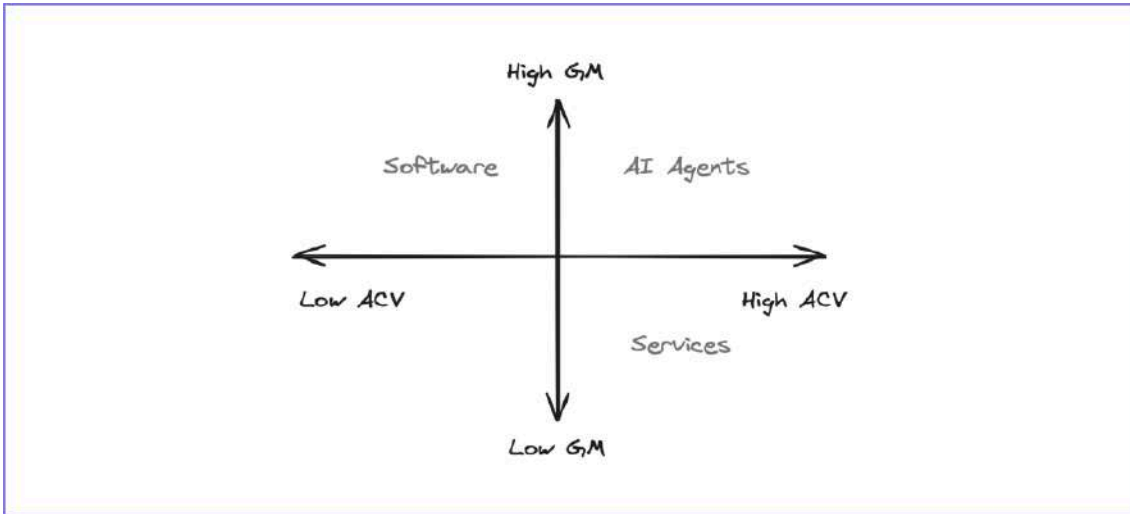 High GM
Software
AI Agents
Low ACV
High ACV
Services
Low GM